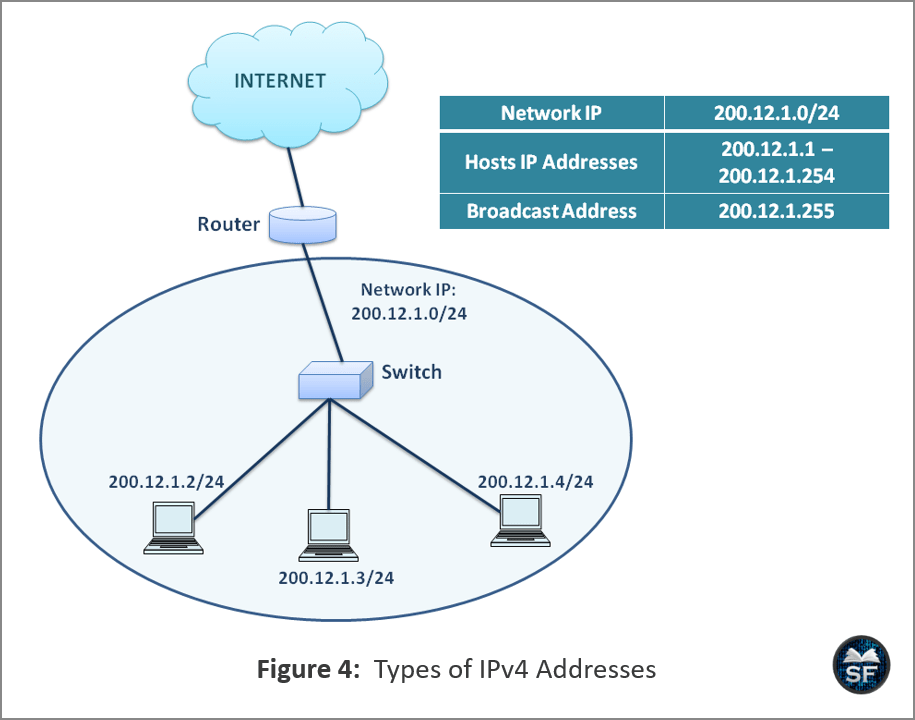 INTERNET
Network IP 200.12.1.0/24
Hosts IP Addresses 200.12.1.1 –
200.12.1.254
Broadcast Address 200.12.1.255
Router
Network IP:
200.12.1.0/24
Switch
200.12.1.2/24
200.12.1.4/24
200.12.1.3/24
Figure 4: Types of IPv4 Addresses
SF